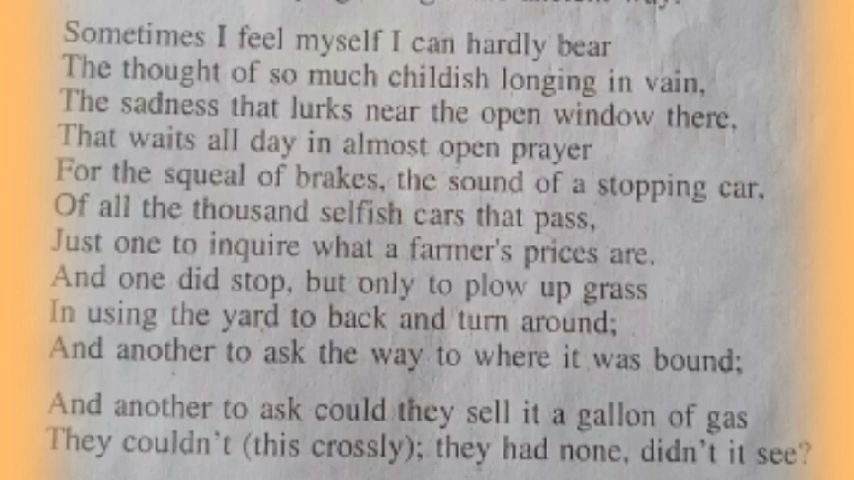 Sometimes I feel myself I can hardly bear
The thought of so much childish longing in vain,
The sadness that lurks near the open window there,
That waits all day in almost open prayer
For the squeal of brakes, the sound of a stopping car,
Of all the thousand selfish cars that pass,
Just one to inquire what a farmer's prices are.
And one did stop, but only to plow up grass
In using the yard to back and turn around;
And another to ask the way to where it was bound;
And another to ask could they sell it a gallon of gas
They couldn't (this crossly); they had none, didn't it see?